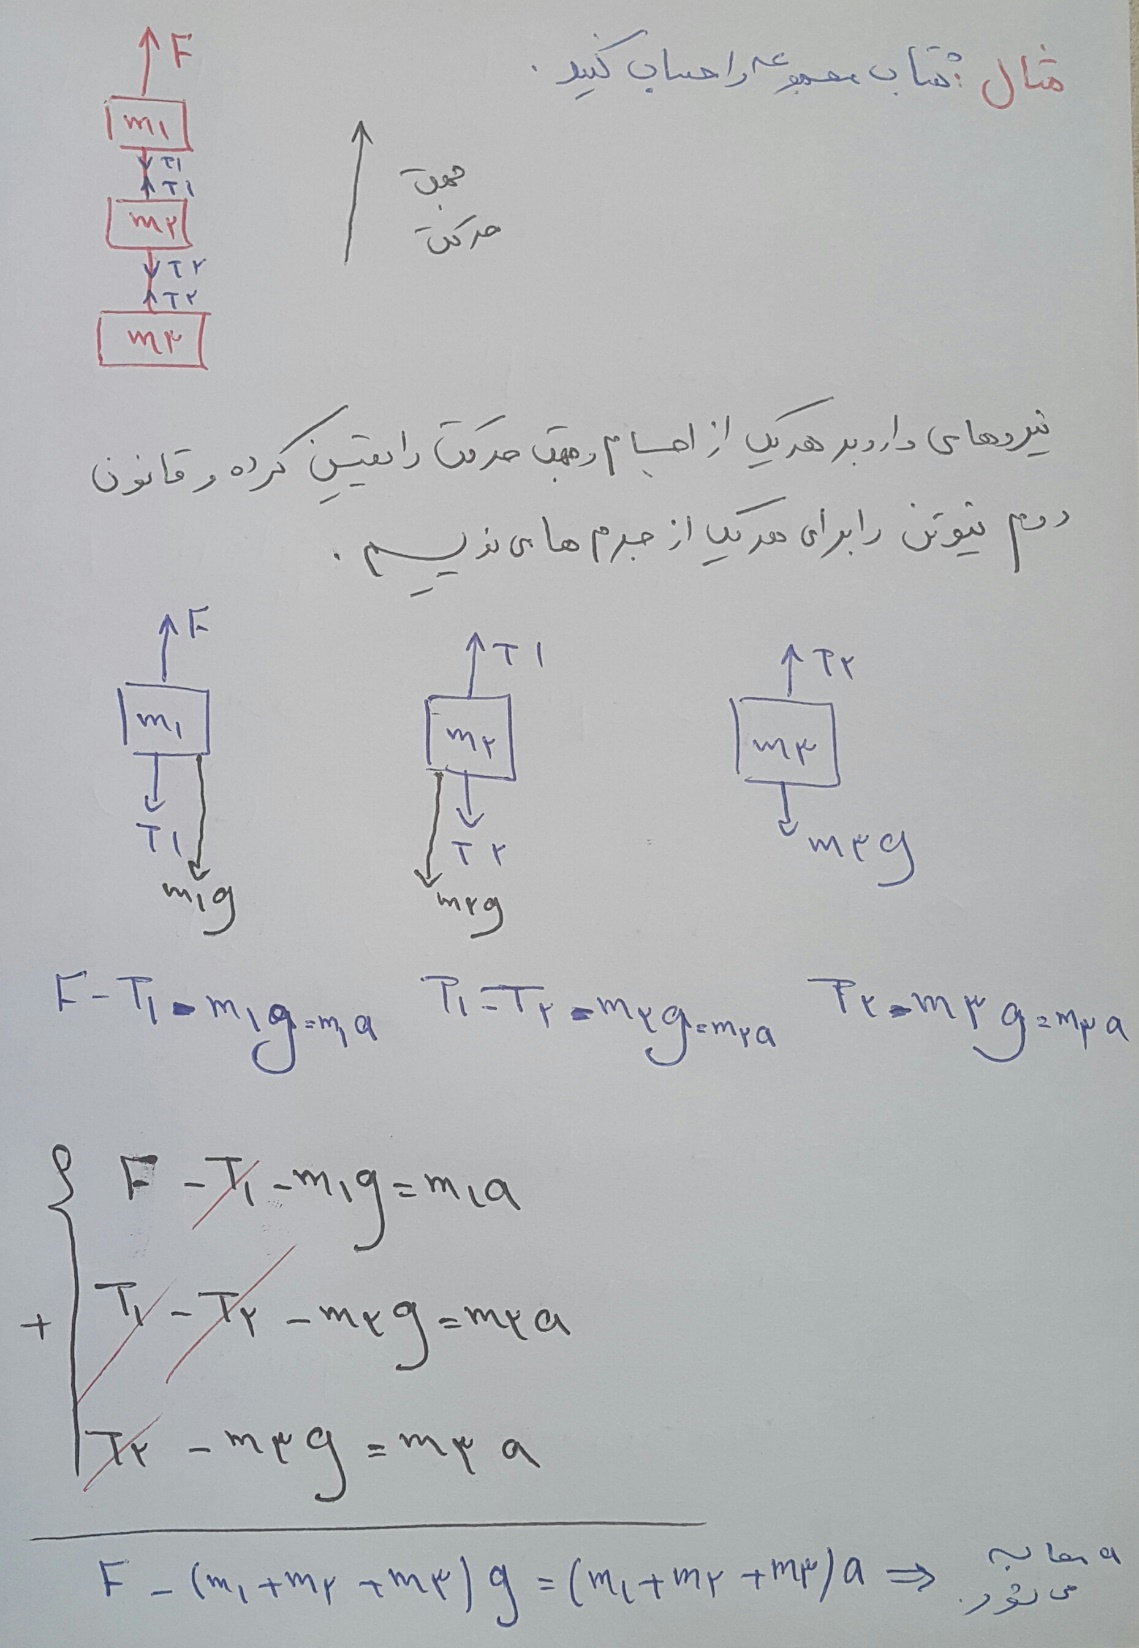 مثال : شتاب مجموعه را حساب کنید .
F
m۱
T۱
T۱
m۲
T۲
T۲
m۳
جهت
حرکت
نیروهای وارد بر هر یک از اجسام و جهت حرکت را تعیین کرده و قانون
دوم نیوتن را برای هر یک از جرم ها می نویسیم .
F
m۱
T۱
m۱g
T۱
m۲
T۲
m۲g
T۲
m۳
m۳g
F - T۱ - m۱g = m۱a
T۱ - T۲ - m۲g = m۲a
T۲ - m۳g = m۳a
F - T۱ - m۱g = m۱a
+ T۱ - T۲ - m۲g = m۲a
T۲ - m۳g = m۳a
F - (m۱ + m۲ + m۳) g = (m۱ + m۲ + m۳) a ⇒ a محاسبه
می شود.